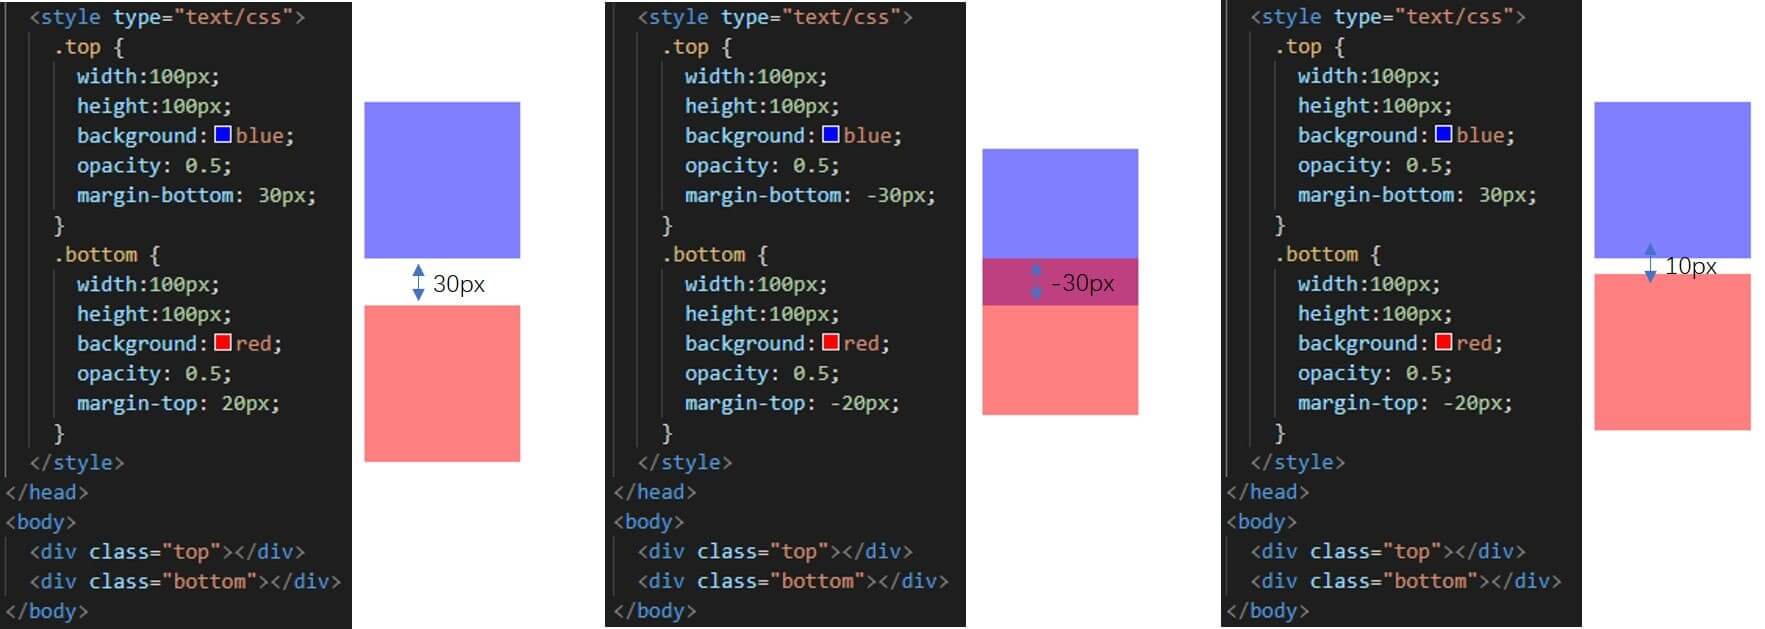 <style type="text/css">
.top {
width:100px;
height:100px;
background: blue;
opacity: 0.5;
margin-bottom: 30px;
}
.bottom {
width:100px;
height:100px;
background: red;
opacity: 0.5;
margin-top: 20px;
}
</style>
</head>
<body>
<div class="top"></div>
<div class="bottom"></div>
</body>
30px
<style type="text/css">
.top {
width:100px;
height:100px;
background: blue;
opacity: 0.5;
margin-bottom: -30px;
}
.bottom {
width:100px;
height:100px;
background: red;
opacity: 0.5;
margin-top: -20px;
}
</style>
</head>
<body>
<div class="top"></div>
<div class="bottom"></div>
</body>
-30px
<style type="text/css">
.top {
width:100px;
height:100px;
background: blue;
opacity: 0.5;
margin-bottom: 30px;
}
.bottom {
width:100px;
height:100px;
background: red;
opacity: 0.5;
margin-top: -20px;
}
</style>
</head>
<body>
<div class="top"></div>
<div class="bottom"></div>
</body>
10px